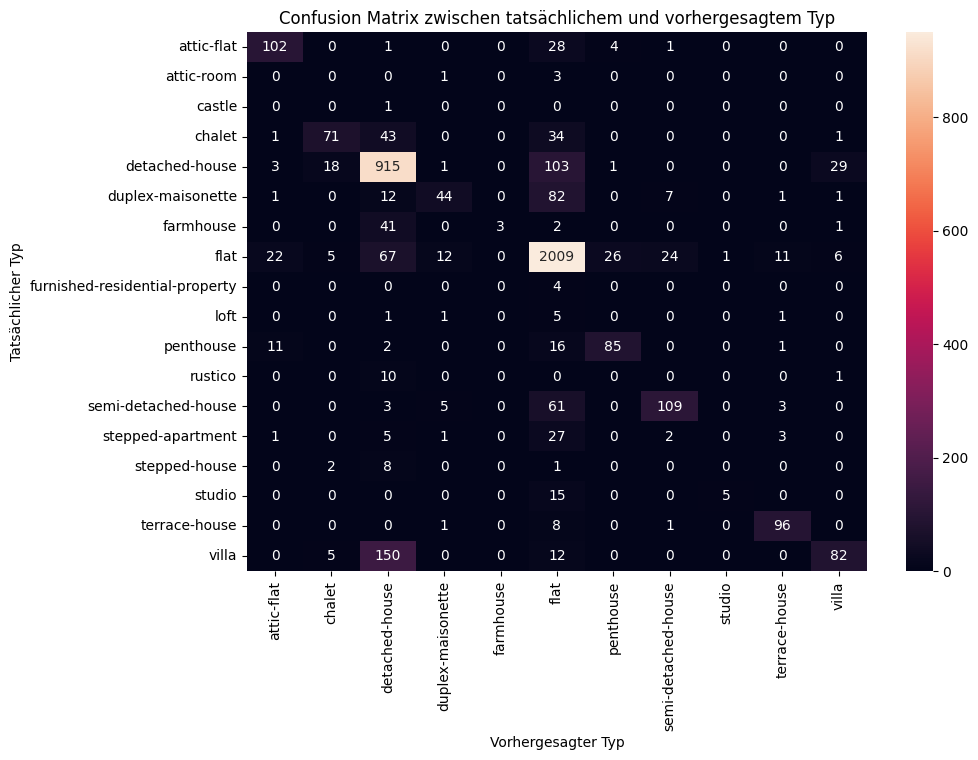 Confusion Matrix zwischen tatsächlichem und vorhergesagtem Typ
Tatsächlicher Typ
attic-flat 102 0 1 0 0 28 4 1 0 0 0
attic-room 0 0 0 1 0 3 0 0 0 0 0
castle 0 0 1 0 0 0 0 0 0 0 0
chalet 1 71 43 0 0 34 0 0 0 0 1
detached-house 3 18 915 1 0 103 1 0 0 0 29
duplex-maisonette 1 0 12 44 0 82 0 7 0 1 1
farmhouse 0 0 41 0 3 2 0 0 0 0 1
flat 22 5 67 12 0 2009 26 24 1 11 6
furnished-residential-property 0 0 0 0 0 4 0 0 0 0 0
loft 0 0 1 1 0 5 0 0 0 1 0
penthouse 11 0 2 0 0 16 85 0 0 1 0
rustico 0 0 10 0 0 0 0 0 0 0 1
semi-detached-house 0 0 3 5 0 61 0 109 0 3 0
stepped-apartment 1 0 5 1 0 27 0 2 0 3 0
stepped-house 0 2 8 0 0 1 0 0 0 0 0
studio 0 0 0 0 0 15 0 0 5 0 0
terrace-house 0 0 0 1 0 8 0 1 0 96 0
villa 0 5 150 0 0 12 0 0 0 0 82
attic-flat
chalet
detached-house
duplex-maisonette
farmhouse
flat
penthouse
semi-detached-house
studio
terrace-house
villa
Vorhergesagter Typ
800
600
400
200
0